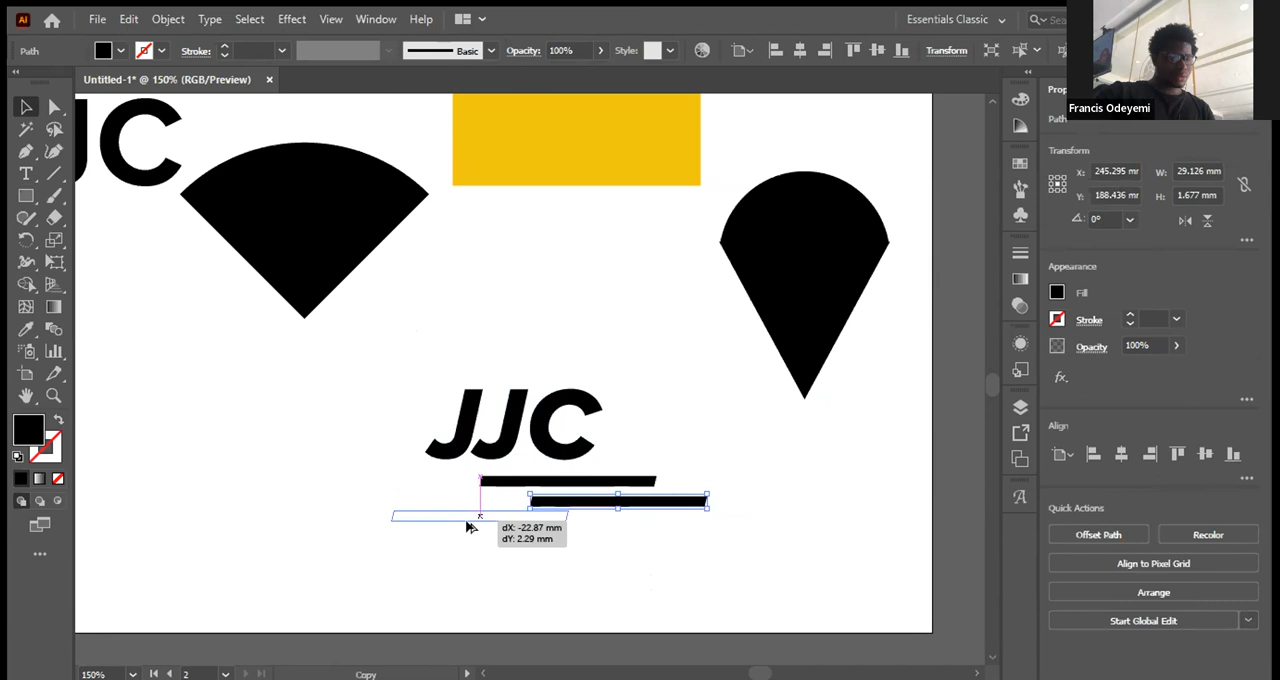 Ai File Edit Object Type Select Effect View Window Help Essentials Classic
Path Stroke: Basic Opacity: 100% Style: Transform
Untitled-1* @ 150% (RGB/Preview) ×
Francis Odeyemi
Transform
X: 245.295 mr W: 29.126 mm
Y: 188.436 mr H: 1.677 mm
0°
Appearance
Fill
Stroke
Opacity 100%
fx
Align
Quick Actions
Offset Path Recolor
Align to Pixel Grid
Arrange
Start Global Edit
JJC
JC
dX: -22.87 mm
dY: 2.29 mm
150% 2 Copy